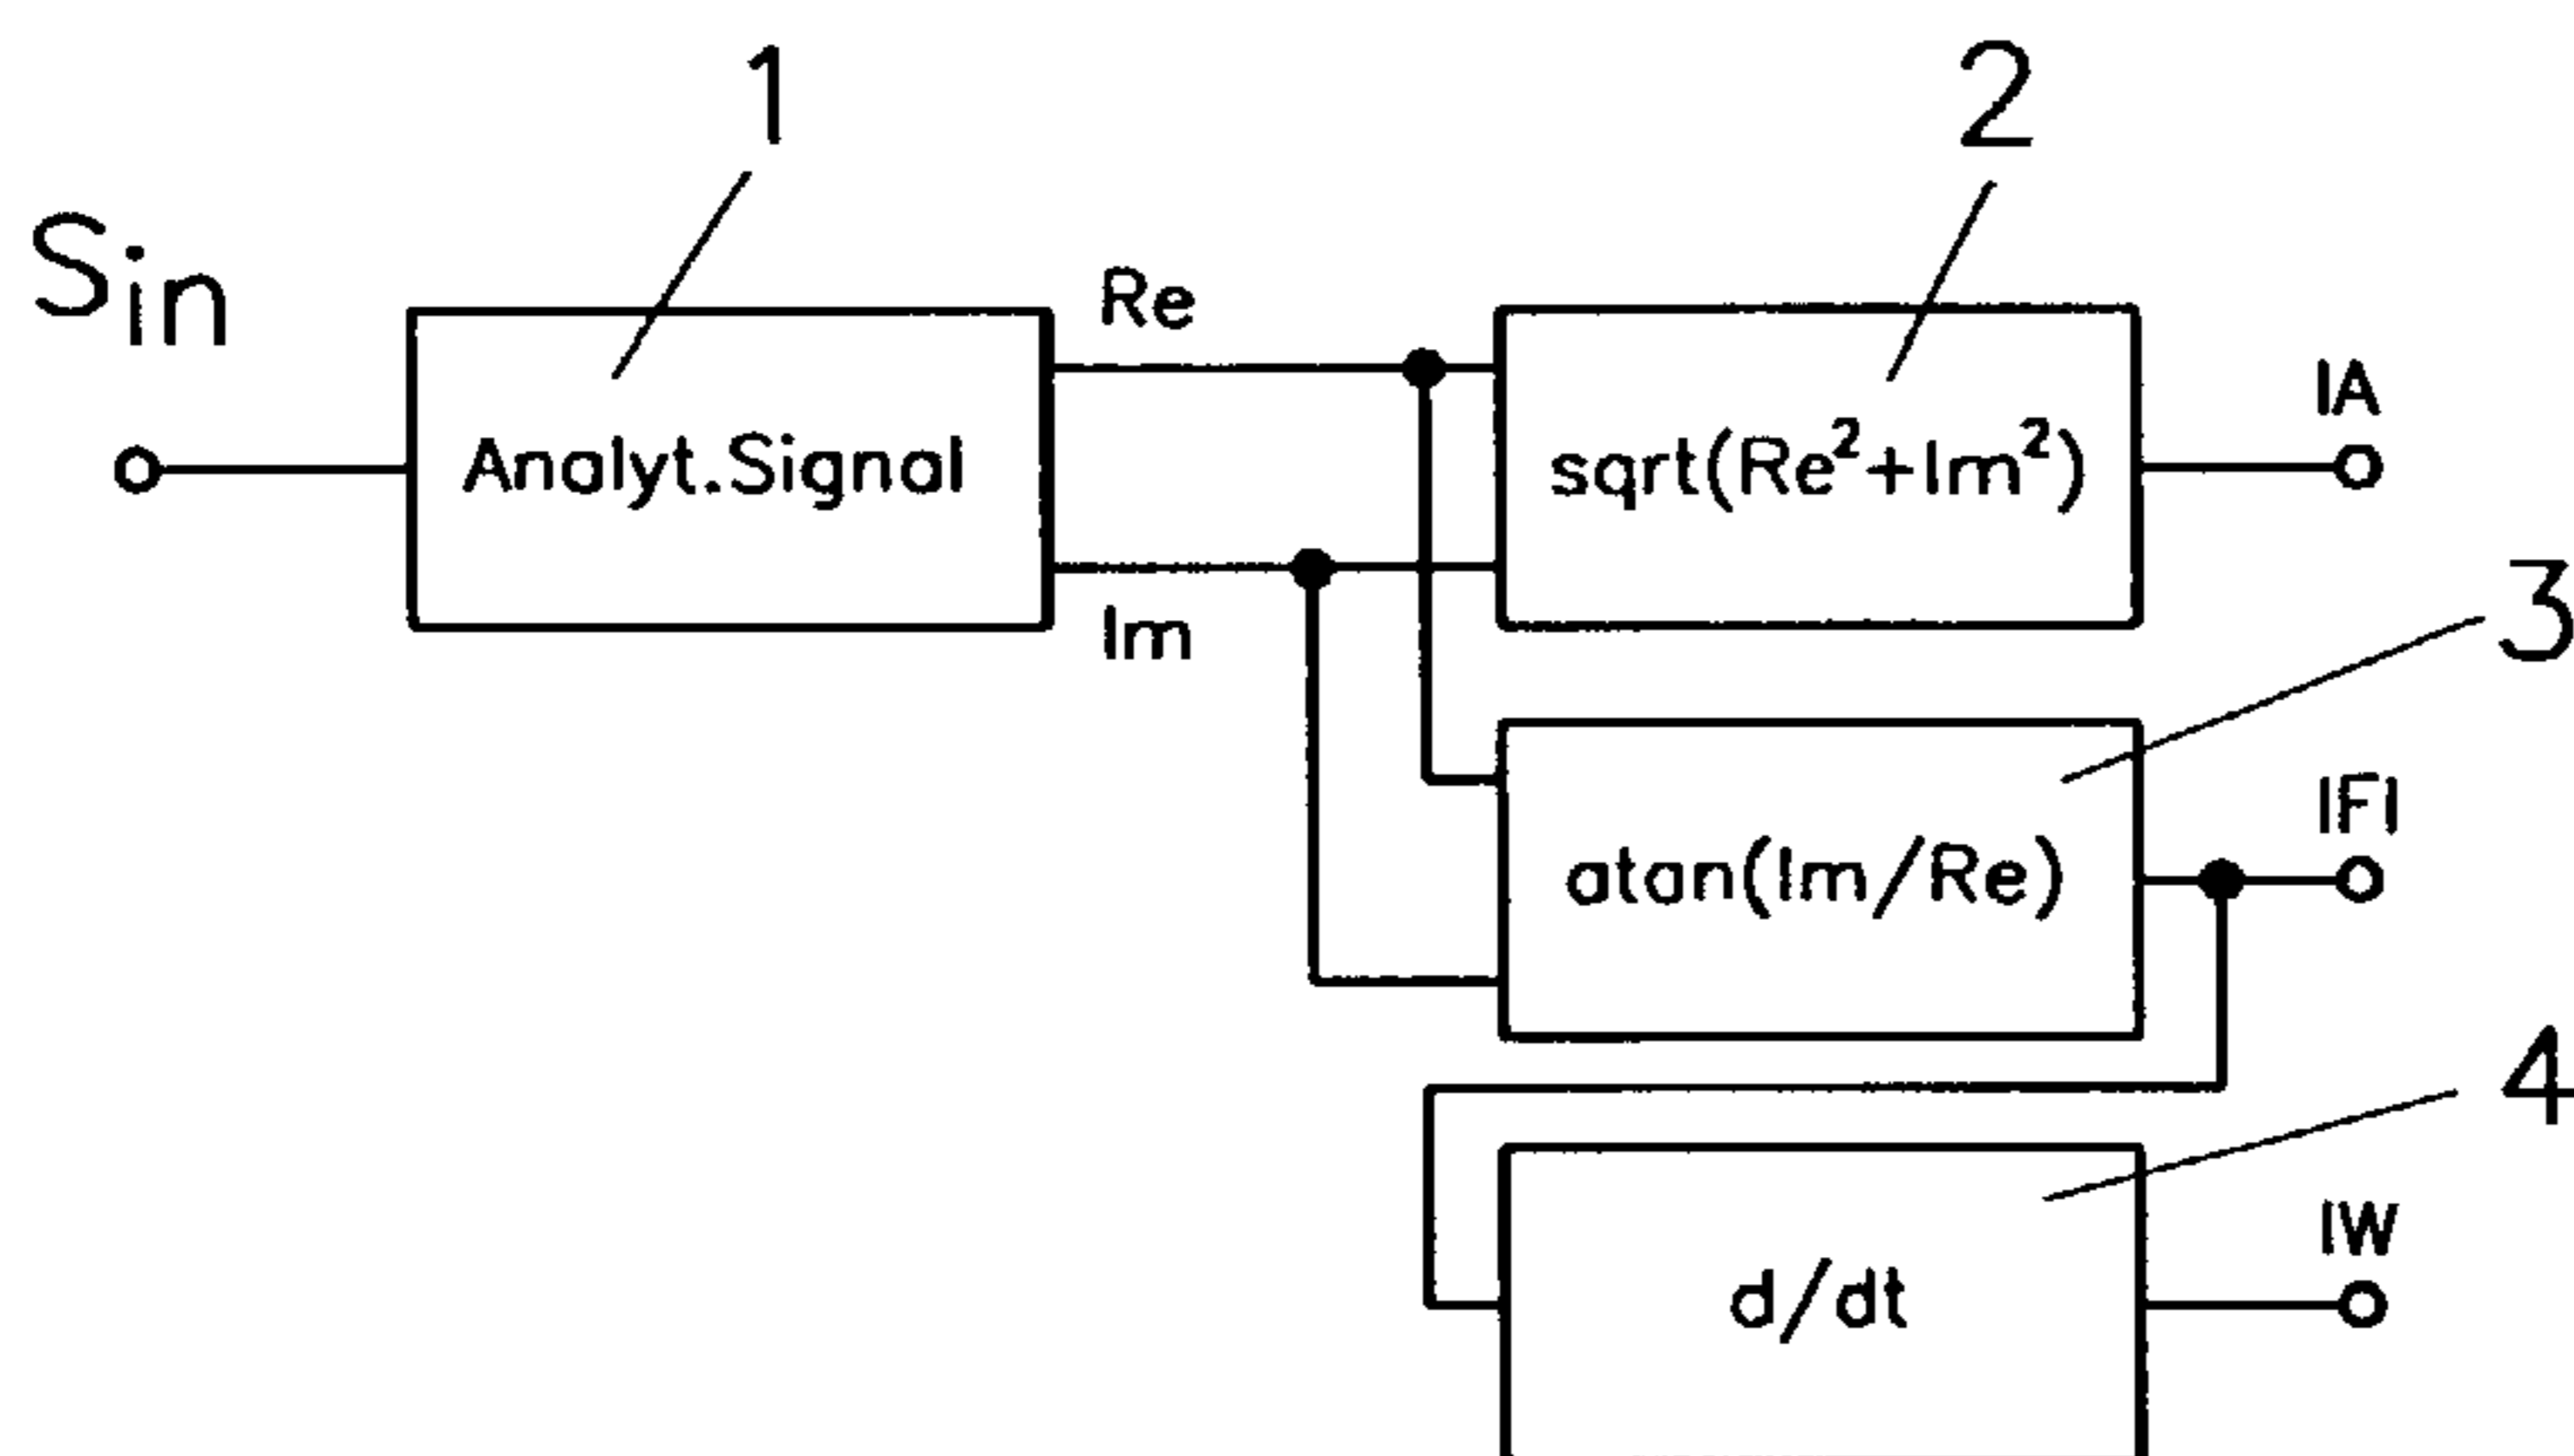 1
2
Sin
Re
Analyt.Signal
sqrt(Re²+Im²)
IA
Im
3
atan(Im/Re)
IFI
4
d/dt
IW